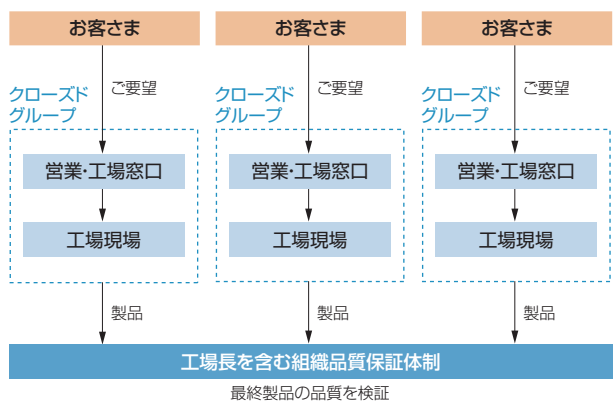 お客さま
お客さま
お客さま
ご要望
ご要望
ご要望
クローズド
グループ
クローズド
グループ
クローズド
グループ
営業・工場窓口
営業・工場窓口
営業・工場窓口
工場現場
工場現場
工場現場
製品
製品
製品
工場長を含む組織品質保証体制
最終製品の品質を検証